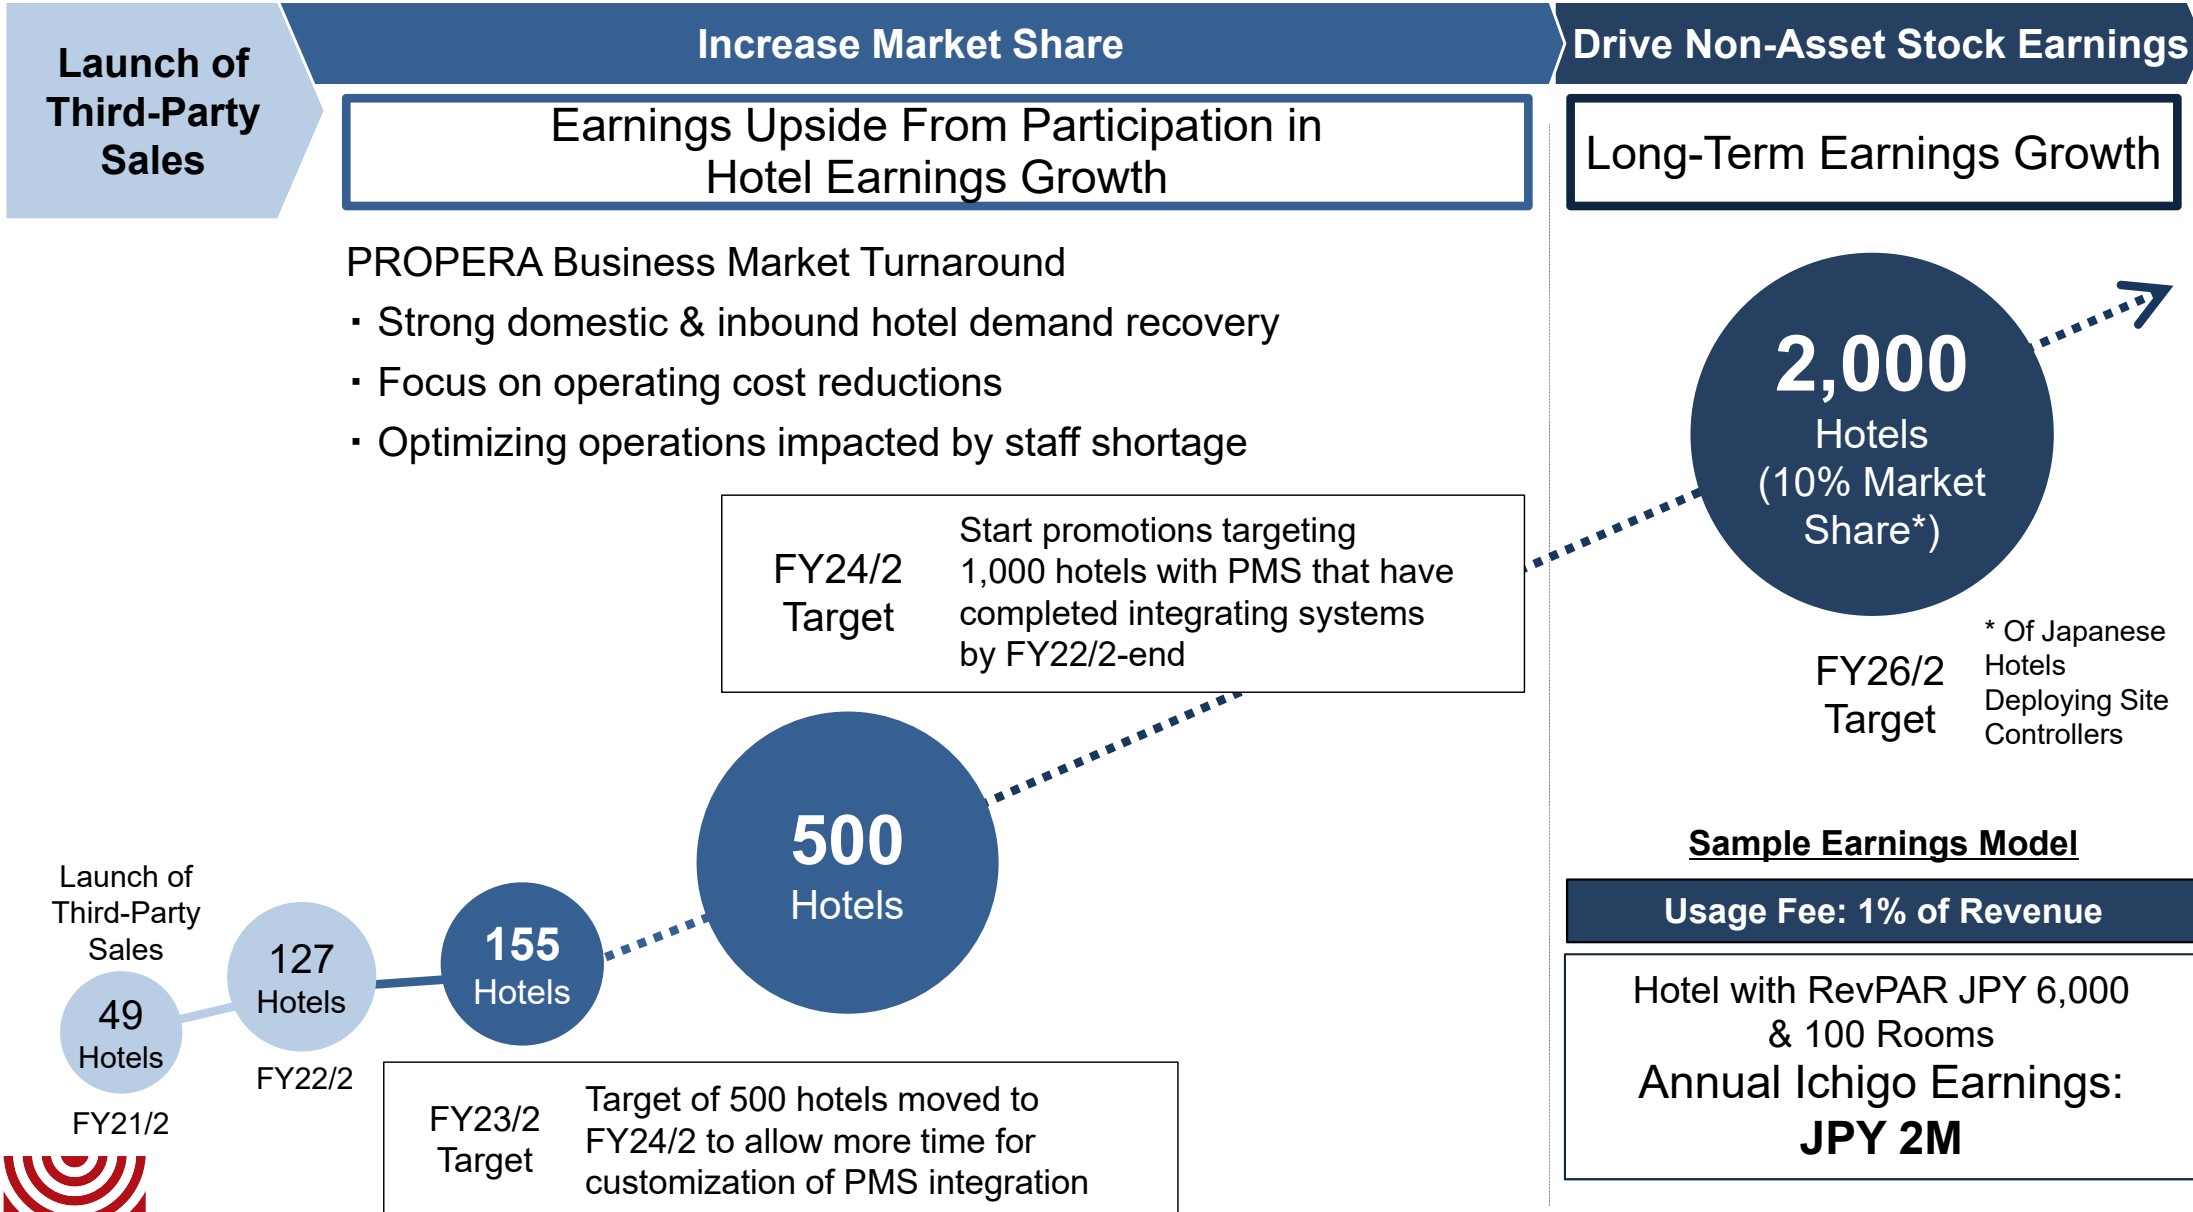 Launch of
Third-Party
Sales
Increase Market Share
Drive Non-Asset Stock Earnings
Earnings Upside From Participation in
Hotel Earnings Growth
Long-Term Earnings Growth
PROPERA Business Market Turnaround
・Strong domestic & inbound hotel demand recovery
・Focus on operating cost reductions
・Optimizing operations impacted by staff shortage
FY24/2
Target
Start promotions targeting
1,000 hotels with PMS that have
completed integrating systems
by FY22/2-end
2,000
Hotels
(10% Market
Share*)
FY26/2
Target
* Of Japanese
Hotels
Deploying Site
Controllers
500
Hotels
Launch of
Third-Party
Sales
49
Hotels
FY21/2
127
Hotels
FY22/2
155
Hotels
FY23/2
Target
Target of 500 hotels moved to
FY24/2 to allow more time for
customization of PMS integration
Sample Earnings Model
Usage Fee: 1% of Revenue
Hotel with RevPAR JPY 6,000
& 100 Rooms
Annual Ichigo Earnings:
JPY 2M